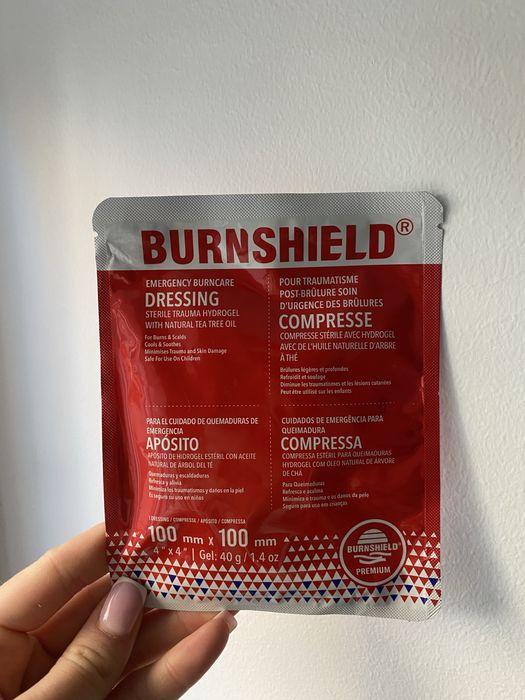 BURNSHIELD®
EMERGENCY BURNCARE
DRESSING
STERILE TRAUMA HYDROGEL
WITH NATURAL TEA TREE OIL
For Burns & Scalds
Cools & Soothes
Minimises Trauma and Skin Damage
Safe For Use On Children
POUR TRAUMATISME
POST-BRÛLURE SOIN
D'URGENCE DES BRÛLURES
COMPRESSE
COMPRESSE STÉRILE AVEC HYDROGEL
AVEC DE L'HUILE NATURELLE D'ARBRE
À THÉ
Brûlures légères et profondes
Refroidit et soulage
Diminue les traumatismes et les lésions cutanées
Peut être utilisé sur les enfants
PARA EL CUIDADO DE QUEMADURAS DE
EMERGENCIA
APÓSITO
APÓSITO DE HIDROGEL ESTÉRIL CON ACEITE
NATURAL DE ÁRBOL DEL TÉ
Quemaduras y escaldaduras
Refresca y alivia
Minimiza los traumatismos y daños en la piel
Es seguro su uso en niños
CUIDADOS DE EMERGÊNCIA PARA
QUEIMADURA
COMPRESSA
COMPRESSA ESTÉRIL PARA QUEIMADURAS
HYDROGEL COM ÓLEO NATURAL DE ÁRVORE
DE CHÁ
Para Queimaduras
Refresca e acalma
Minimiza o trauma e os danos da pele
Seguro para uso em crianças
1 DRESSING / COMPRESSE / APÓSITO / COMPRESSA
100 mm x 100 mm
4" x 4" | Gel: 40 g / 1,4 oz
BURNSHIELD®
PREMIUM